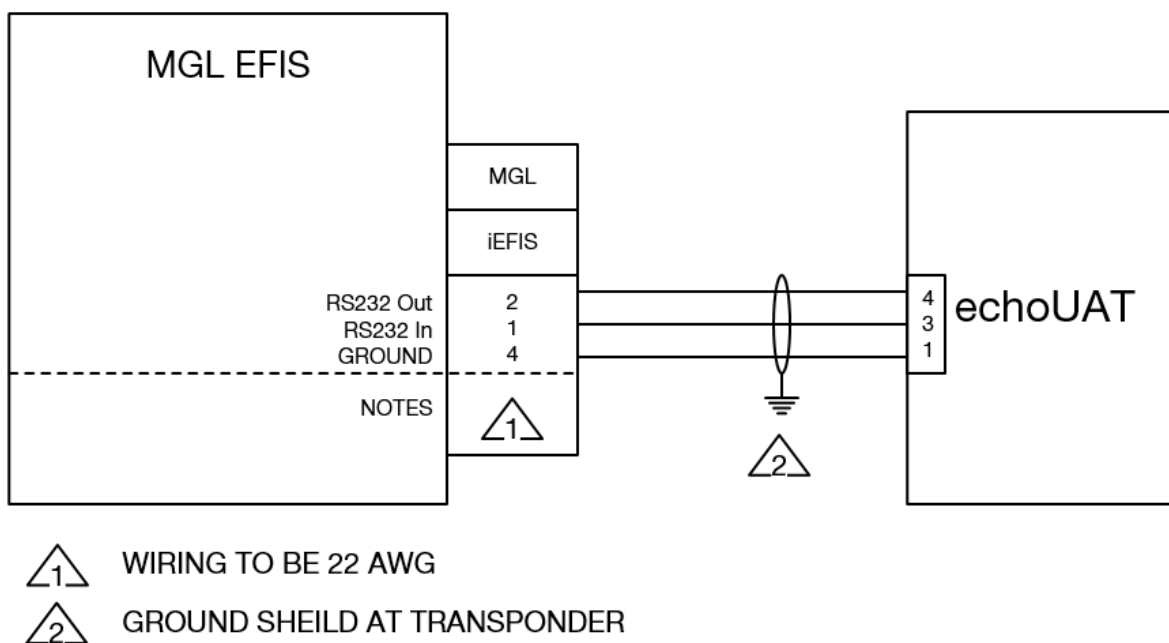 MGL EFIS
MGL
iEFIS
RS232 Out 2 4
RS232 In 1 3
GROUND 4 1
echoUAT
NOTES 1
2
1 WIRING TO BE 22 AWG
2 GROUND SHEILD AT TRANSPONDER